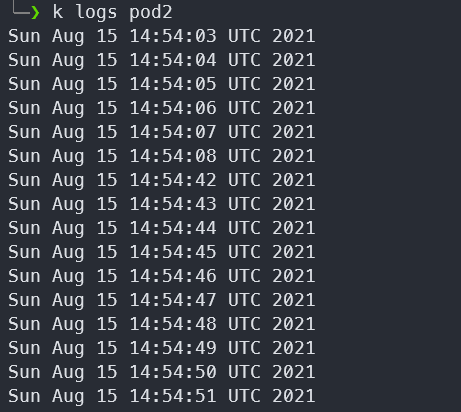 └─❯ k logs pod2
Sun Aug 15 14:54:03 UTC 2021
Sun Aug 15 14:54:04 UTC 2021
Sun Aug 15 14:54:05 UTC 2021
Sun Aug 15 14:54:06 UTC 2021
Sun Aug 15 14:54:07 UTC 2021
Sun Aug 15 14:54:08 UTC 2021
Sun Aug 15 14:54:42 UTC 2021
Sun Aug 15 14:54:43 UTC 2021
Sun Aug 15 14:54:44 UTC 2021
Sun Aug 15 14:54:45 UTC 2021
Sun Aug 15 14:54:46 UTC 2021
Sun Aug 15 14:54:47 UTC 2021
Sun Aug 15 14:54:48 UTC 2021
Sun Aug 15 14:54:49 UTC 2021
Sun Aug 15 14:54:50 UTC 2021
Sun Aug 15 14:54:51 UTC 2021